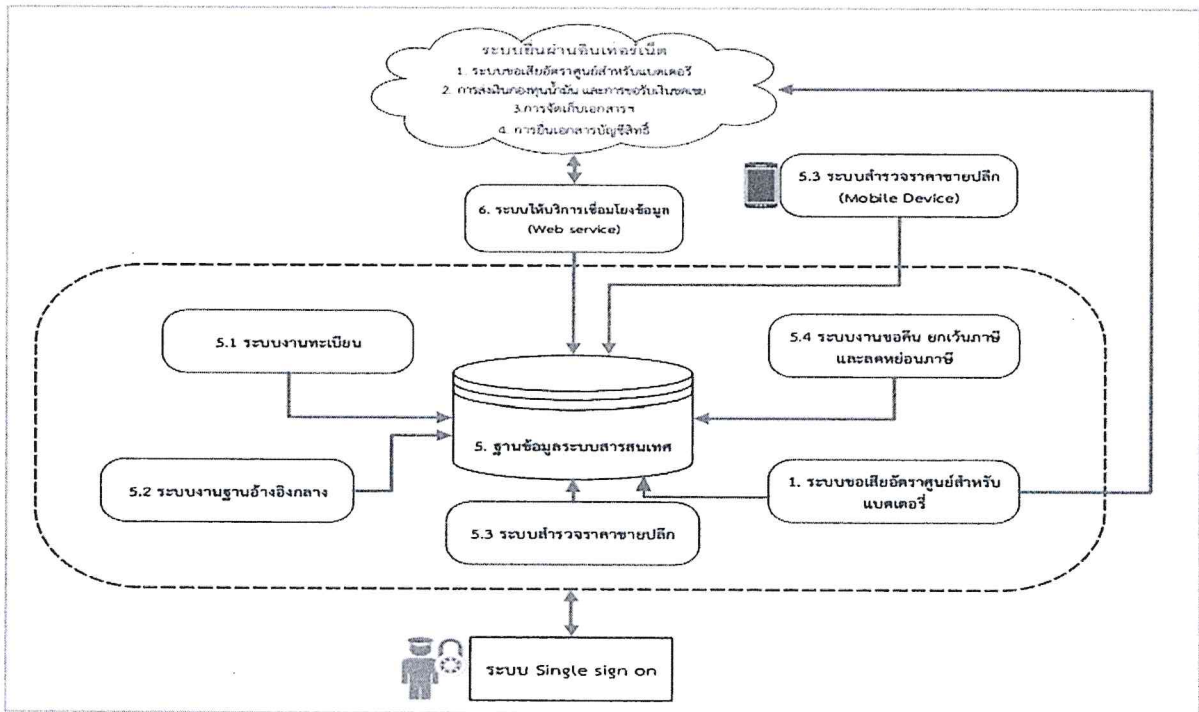 ระบบยื่นผ่านอินเทอร์เน็ต
1. ระบบขอเสียอัตราศูนย์สำหรับแบตเตอรี่
2. การส่งเงินกองทุนน้ำมัน และการขอรับเงินชดเชย
3.การจัดเก็บเอกสารฯ
4. การยื่นเอกสารบัญชีสิทธิ์
5.3 ระบบสำรวจราคาขายปลีก
(Mobile Device)
6. ระบบให้บริการเชื่อมโยงข้อมูล
(Web service)
5.1 ระบบงานทะเบียน
5.4 ระบบงานขอคืน ยกเว้นภาษี
และลดหย่อนภาษี
5. ฐานข้อมูลระบบสารสนเทศ
5.2 ระบบงานฐานอ้างอิงกลาง
1. ระบบขอเสียอัตราศูนย์สำหรับ
แบตเตอรี่
5.3 ระบบสำรวจราคาขายปลีก
ระบบ Single sign on